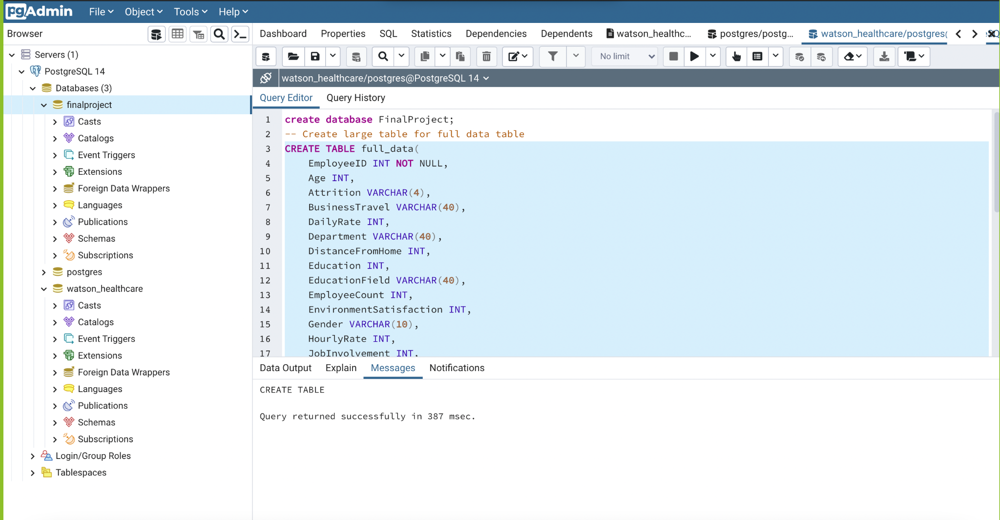 pgAdmin File Object Tools Help
Browser
Dashboard Properties SQL Statistics Dependencies Dependents watson_healthc... postgres/postg... watson_healthcare/postgres(
No limit
watson_healthcare/postgres@PostgreSQL 14
Query Editor Query History
Servers (1)
PostgreSQL 14
Databases (3)
finalproject
Casts
Catalogs
Event Triggers
Extensions
Foreign Data Wrappers
Languages
Publications
Schemas
Subscriptions
postgres
watson_healthcare
Casts
Catalogs
Event Triggers
Extensions
Foreign Data Wrappers
Languages
Publications
Schemas
Subscriptions
Login/Group Roles
Tablespaces
1 create database FinalProject;
2 -- Create large table for full data table
3 CREATE TABLE full_data(
4 EmployeeID INT NOT NULL,
5 Age INT,
6 Attrition VARCHAR(4),
7 BusinessTravel VARCHAR(40),
8 DailyRate INT,
9 Department VARCHAR(40),
10 DistanceFromHome INT,
11 Education INT,
12 EducationField VARCHAR(40),
13 EmployeeCount INT,
14 EnvironmentSatisfaction INT,
15 Gender VARCHAR(10),
16 HourlyRate INT,
17 JobInvolvement INT,
Data Output Explain Messages Notifications
CREATE TABLE
Query returned successfully in 387 msec.